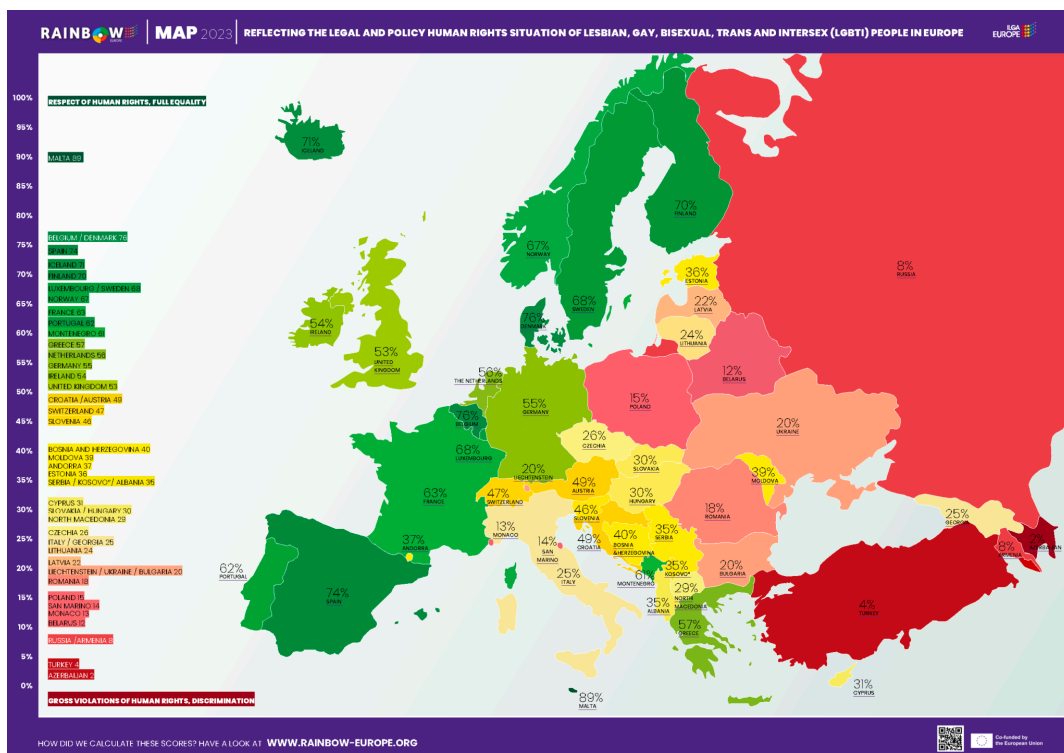 RAINBOW EUROPE
MAP 2023
REFLECTING THE LEGAL AND POLICY HUMAN RIGHTS SITUATION OF LESBIAN, GAY, BISEXUAL, TRANS AND INTERSEX (LGBTI) PEOPLE IN EUROPE
ILGA EUROPE
100%
RESPECT OF HUMAN RIGHTS, FULL EQUALITY
95%
90%
MALTA 89
85%
80%
75%
BELGIUM / DENMARK 76
SPAIN 74
70%
ICELAND 71
FINLAND 70
65%
LUXEMBOURG / SWEDEN 68
NORWAY 67
60%
FRANCE 63
PORTUGAL 62
MONTENEGRO 61
55%
GREECE 57
NETHERLANDS 56
GERMANY 55
IRELAND 54
UNITED KINGDOM 53
50%
CROATIA /AUSTRIA 49
SWITZERLAND 47
SLOVENIA 46
45%
40%
BOSNIA AND HERZEGOVINA 40
MOLDOVA 39
ANDORRA 37
ESTONIA 36
SERBIA / KOSOVO*/ ALBANIA 35
35%
30%
CYPRUS 31
SLOVAKIA / HUNGARY 30
NORTH MACEDONIA 29
25%
CZECHIA 26
ITALY / GEORGIA 25
LITHUANIA 24
20%
LATVIA 22
LIECHTENSTEIN / UKRAINE / BULGARIA 20
ROMANIA 18
15%
POLAND 15
SAN MARINO 14
MONACO 13
BELARUS 12
10%
RUSSIA /ARMENIA 8
5%
TURKEY 4
AZERBAIJAN 2
0%
GROSS VIOLATIONS OF HUMAN RIGHTS, DISCRIMINATION
71%
ICELAND
70%
FINLAND
67%
NORWAY
68%
SWEDEN
8%
RUSSIA
36%
ESTONIA
22%
LATVIA
24%
LITHUANIA
76%
DENMARK
54%
IRELAND
53%
UNITED
KINGDOM
56%
THE NETHERLANDS
55%
GERMANY
15%
POLAND
12%
BELARUS
76%
BELGIUM
68%
LUXEMBOURG
26%
CZECHIA
20%
UKRAINE
20%
LIECHTENSTEIN
30%
SLOVAKIA
39%
MOLDOVA
63%
FRANCE
47%
SWITZERLAND
49%
AUSTRIA
30%
HUNGARY
18%
ROMANIA
46%
SLOVENIA
13%
MONACO
14%
SAN
MARINO
49%
CROATIA
40%
BOSNIA
&HERZEGOVINA
35%
SERBIA
25%
GEORGIA
2%
AZERBAIJAN
8%
ARMENIA
37%
ANDORRA
62%
PORTUGAL
74%
SPAIN
25%
ITALY
61%
MONTENEGRO
35%
KOSOVO*
20%
BULGARIA
29%
NORTH
MACEDONIA
35%
ALBANIA
57%
GREECE
4%
TURKEY
31%
CYPRUS
89%
MALTA
HOW DID WE CALCULATE THESE SCORES? HAVE A LOOK AT WWW.RAINBOW-EUROPE.ORG
Co-funded by
the European Union